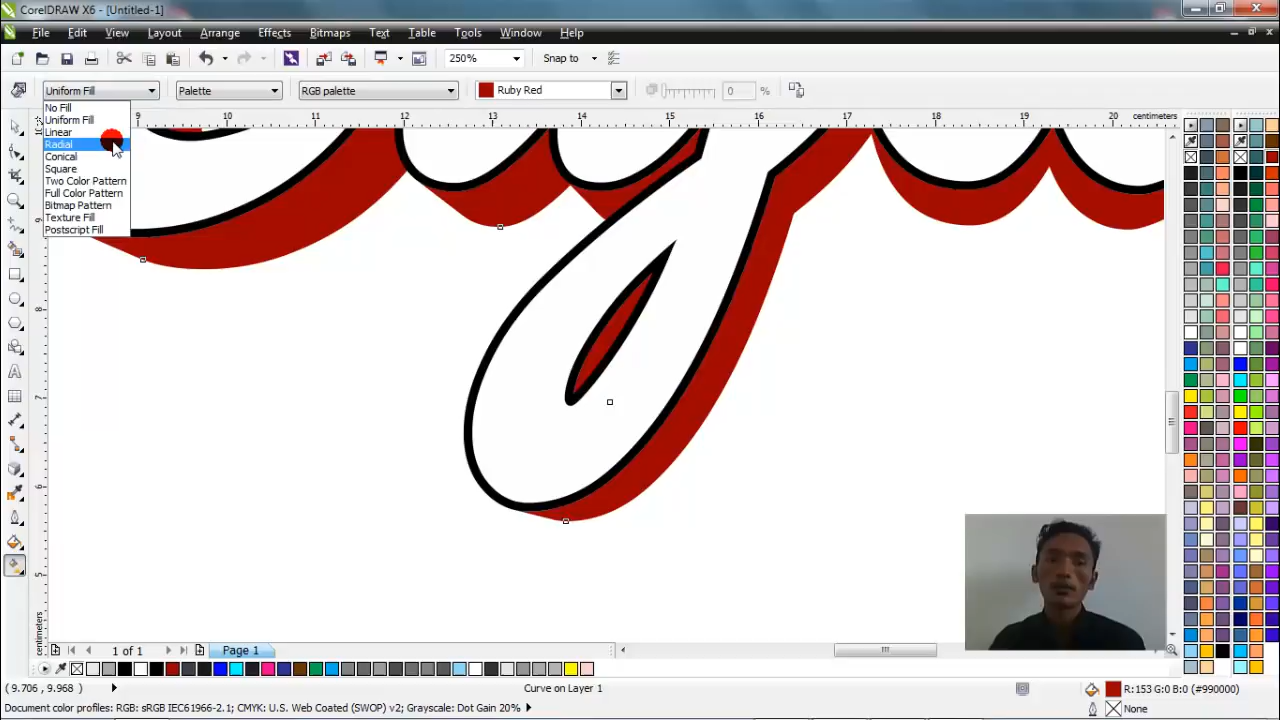 CorelDRAW X6 - [Untitled-1]
File Edit View Layout Arrange Effects Bitmaps Text Table Tools Window Help
250% Snap to
Uniform Fill Palette RGB palette Ruby Red 0 %
No Fill
Uniform Fill
Linear
Radial
Conical
Square
Two Color Pattern
Full Color Pattern
Bitmap Pattern
Texture Fill
Postscript Fill
9 10 11 12 13 14 15 16 17 18 19 20 centimeters
8
7
6
5
centimeters
1 of 1 Page 1
(9.706 , 9.968 ) Curve on Layer 1 R:153 G:0 B:0 (#990000)
Document color profiles: RGB: sRGB IEC61966-2.1; CMYK: U.S. Web Coated (SWOP) v2; Grayscale: Dot Gain 20% None